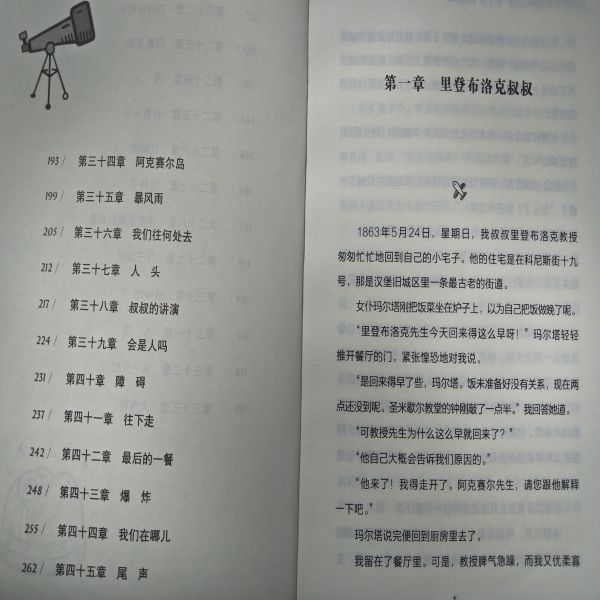 193/ 第三十四章 阿克赛尔岛
199/ 第三十五章 暴风雨
205/ 第三十六章 我们往何处去
212/ 第三十七章 人 头
217/ 第三十八章 叔叔的讲演
224/ 第三十九章 会是人吗
231/ 第四十章 障 碍
237/ 第四十一章 往下走
242/ 第四十二章 最后的一餐
248/ 第四十三章 爆 炸
255/ 第四十四章 我们在哪儿
262/ 第四十五章 尾 声
第一章 里登布洛克叔叔
1863年5月24日，星期日，我叔叔里登布洛克教授
匆匆忙忙地回到自己的小宅子。他的住宅是在科尼斯街十九
号，那是汉堡旧城区里一条最古老的街道。
女仆玛尔塔刚把饭菜坐在炉子上，以为自己把饭做晚了呢。
“里登布洛克先生今天回来得这么早呀！”玛尔塔轻轻
推开餐厅的门，紧张惶恐地对我说。
“是回来得早了些，玛尔塔。饭未准备好没有关系，现在两
点还没到呢。圣米歇尔教堂的钟刚敲了一点半。”我回答她道。
“可教授先生为什么这么早就回来了？”
“他自己大概会告诉我们原因的。”
“他来了！我得走开了。阿克赛尔先生，请您跟他解释
一下吧。”
玛尔塔说完便回到厨房里去了。
我留在了餐厅里。可是，教授脾气急躁，而我又优柔寡